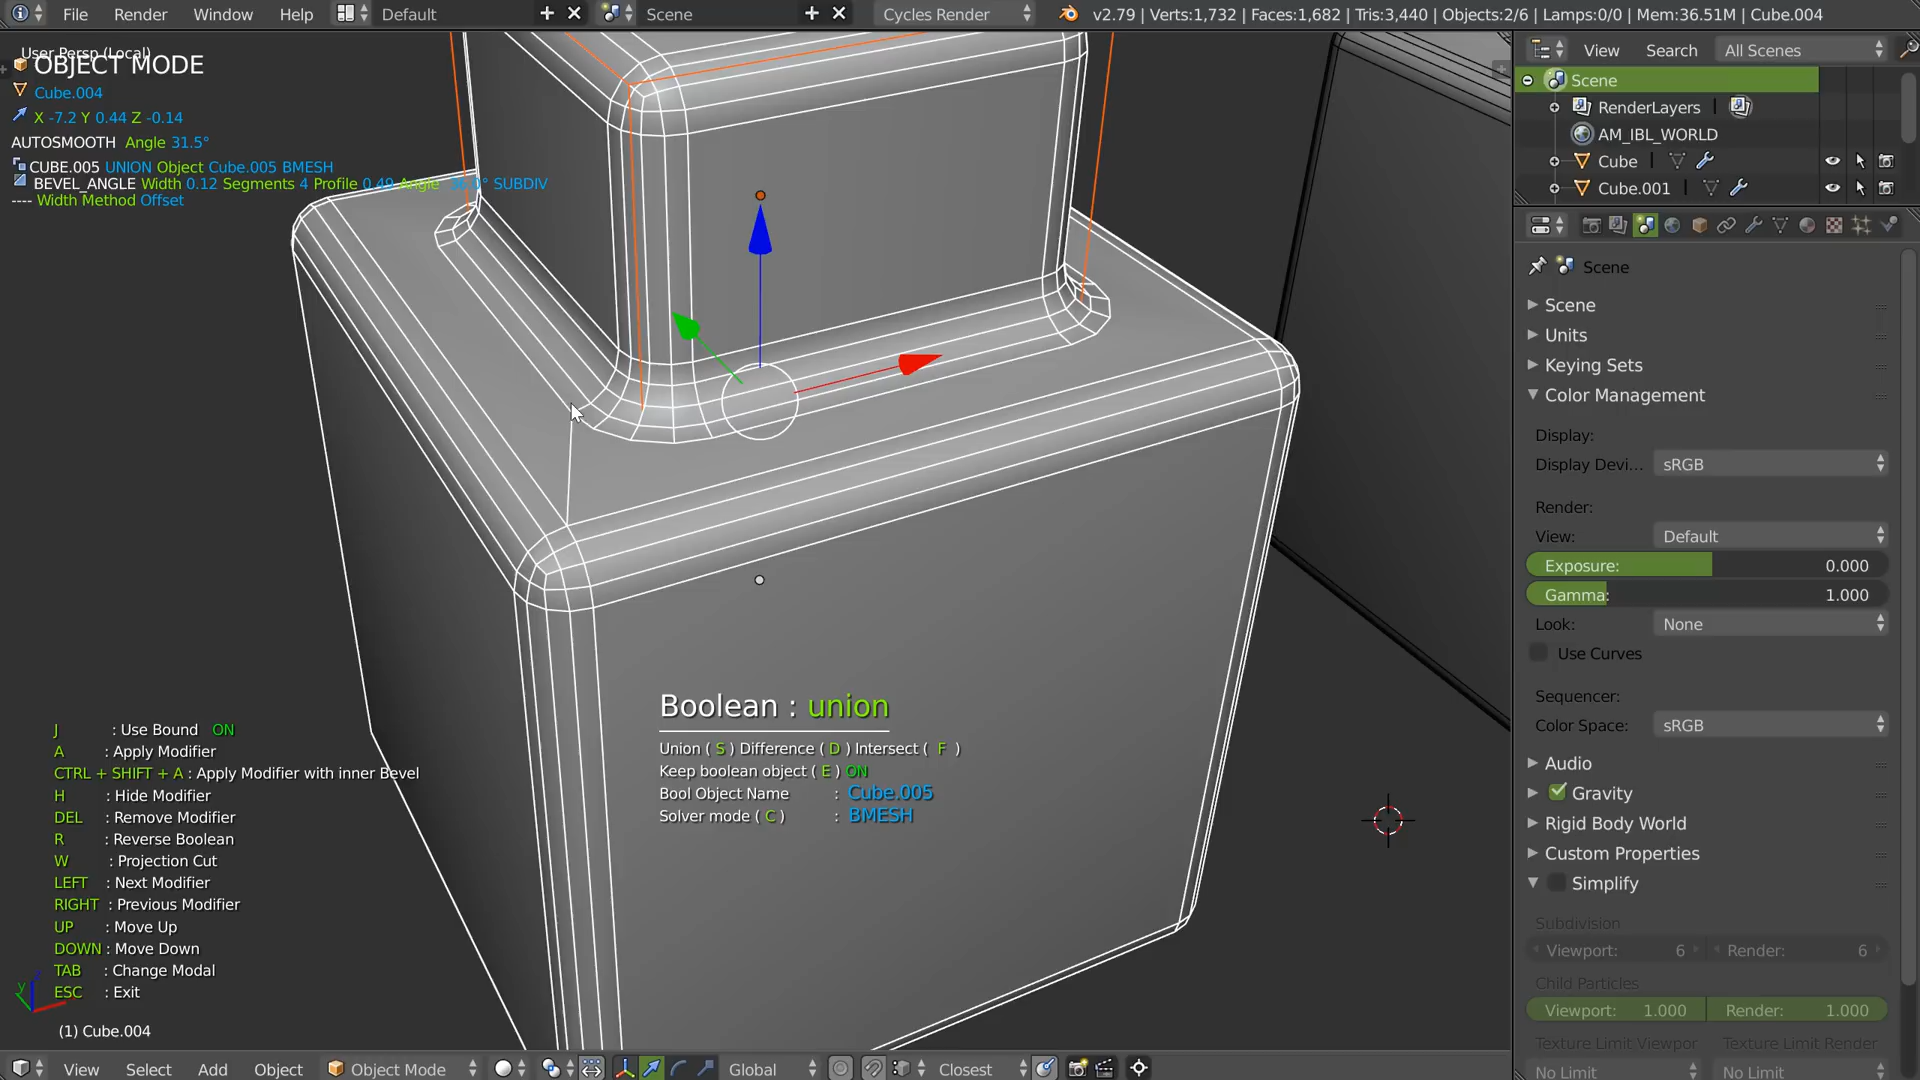 File Render Window Help Default Scene Cycles Render v2.79 | Verts:1,732 | Faces:1,682 | Tris:3,440 | Objects:2/6 | Lamps:0/0 | Mem:36.51M | Cube.004
User Persp (Local)
OBJECT MODE
Cube.004
X -7.2 Y 0.44 Z -0.14
AUTOSMOOTH Angle 31.5°
CUBE.005 UNION Object Cube.005 BMESH
BEVEL_ANGLE Width 0.12 Segments 4 Profile 0.49 Angle SUBDIV
---- Width Method Offset
View Search All Scenes
Scene
RenderLayers
AM_IBL_WORLD
Cube
Cube.001
Scene
Scene
Units
Keying Sets
Color Management
Display:
Display Devi... sRGB
Render:
View: Default
Exposure: 0.000
Gamma: 1.000
Look: None
Use Curves
Sequencer:
Color Space: sRGB
Audio
Gravity
Rigid Body World
Custom Properties
Simplify
Subdivision
Viewport: 6 Render: 6
Child Particles
Viewport: 1.000 Render: 1.000
Texture Limit Viewpor Texture Limit Render
No Limit No Limit
Boolean : union
Union ( S ) Difference ( D ) Intersect ( F )
Keep boolean object ( E ) ON
Bool Object Name : Cube.005
Solver mode ( C ) : BMESH
J : Use Bound ON
A : Apply Modifier
CTRL + SHIFT + A : Apply Modifier with inner Bevel
H : Hide Modifier
DEL : Remove Modifier
R : Reverse Boolean
W : Projection Cut
LEFT : Next Modifier
RIGHT : Previous Modifier
UP : Move Up
DOWN : Move Down
TAB : Change Modal
ESC : Exit
(1) Cube.004
View Select Add Object Object Mode Global Closest